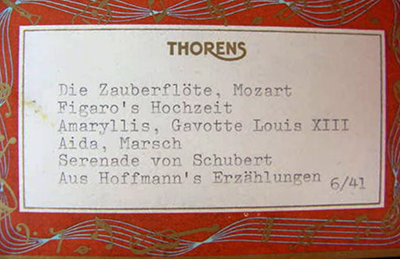 THORENS
Die Zauberflöte, Mozart
Figaro's Hochzeit
Amaryllis, Gavotte Louis XIII
Aida, Marsch
Serenade von Schubert
Aus Hoffmann's Erzählungen 6/41